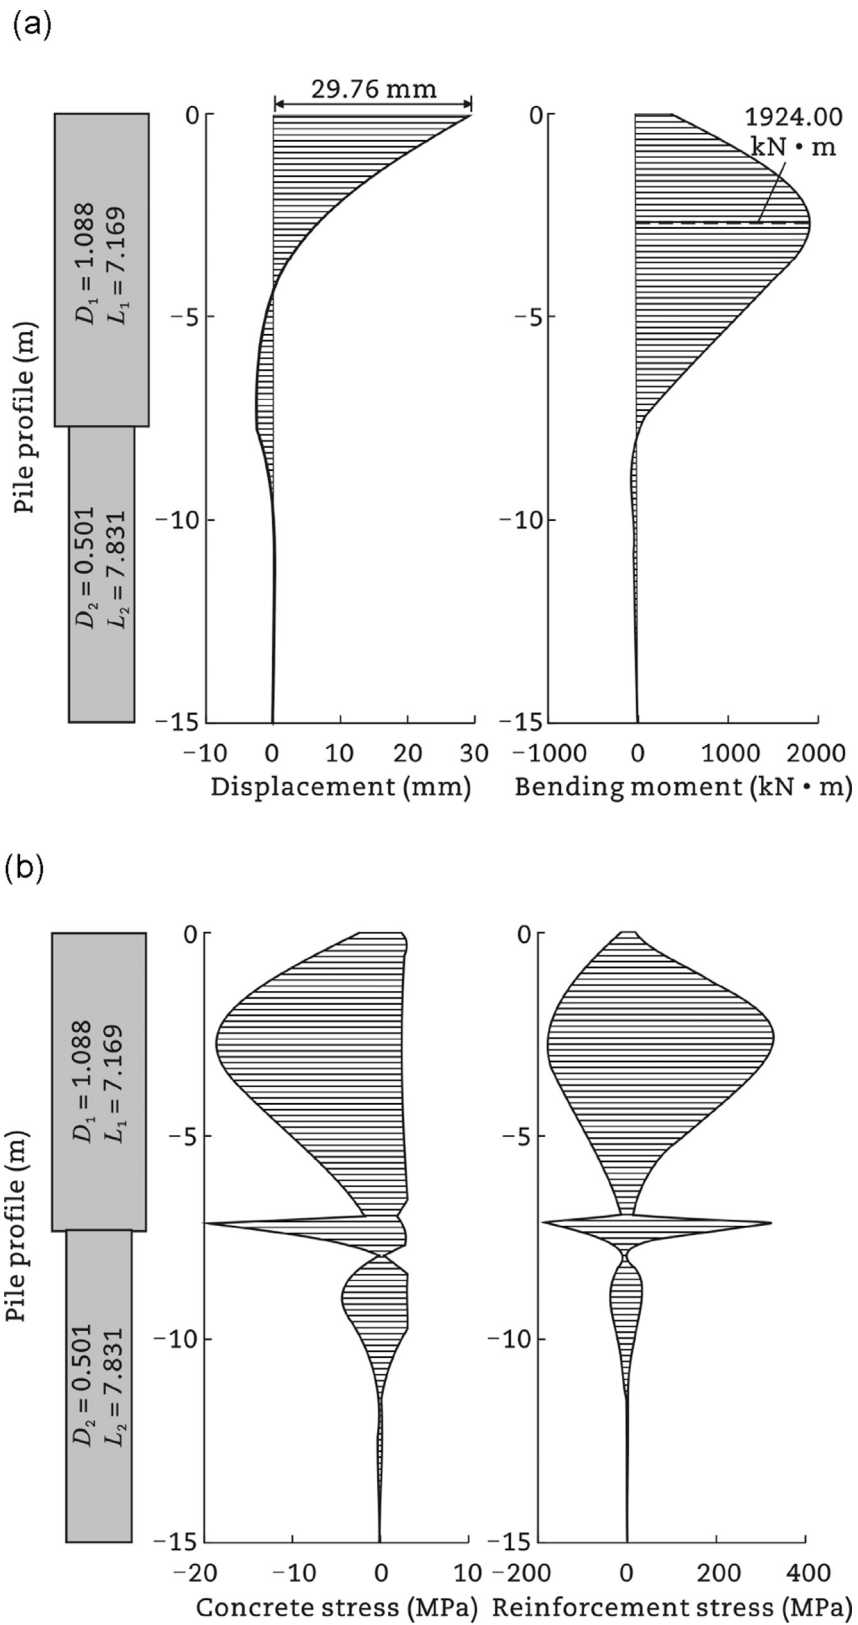 (a)
29.76 mm
1924.00
kN • m
D₁ = 1.088
L₁ = 7.169
D₂ = 0.501
L₂ = 7.831
Pile profile (m)
0
−5
−10
−15
−10 0 10 20 30
Displacement (mm)
0
−5
−10
−15
−1000 0 1000 2000
Bending moment (kN • m)
(b)
D₁ = 1.088
L₁ = 7.169
D₂ = 0.501
L₂ = 7.831
Pile profile (m)
0
−5
−10
−15
−20 −10 0 10
Concrete stress (MPa)
0
−5
−10
−15
−200 0 200 400
Reinforcement stress (MPa)